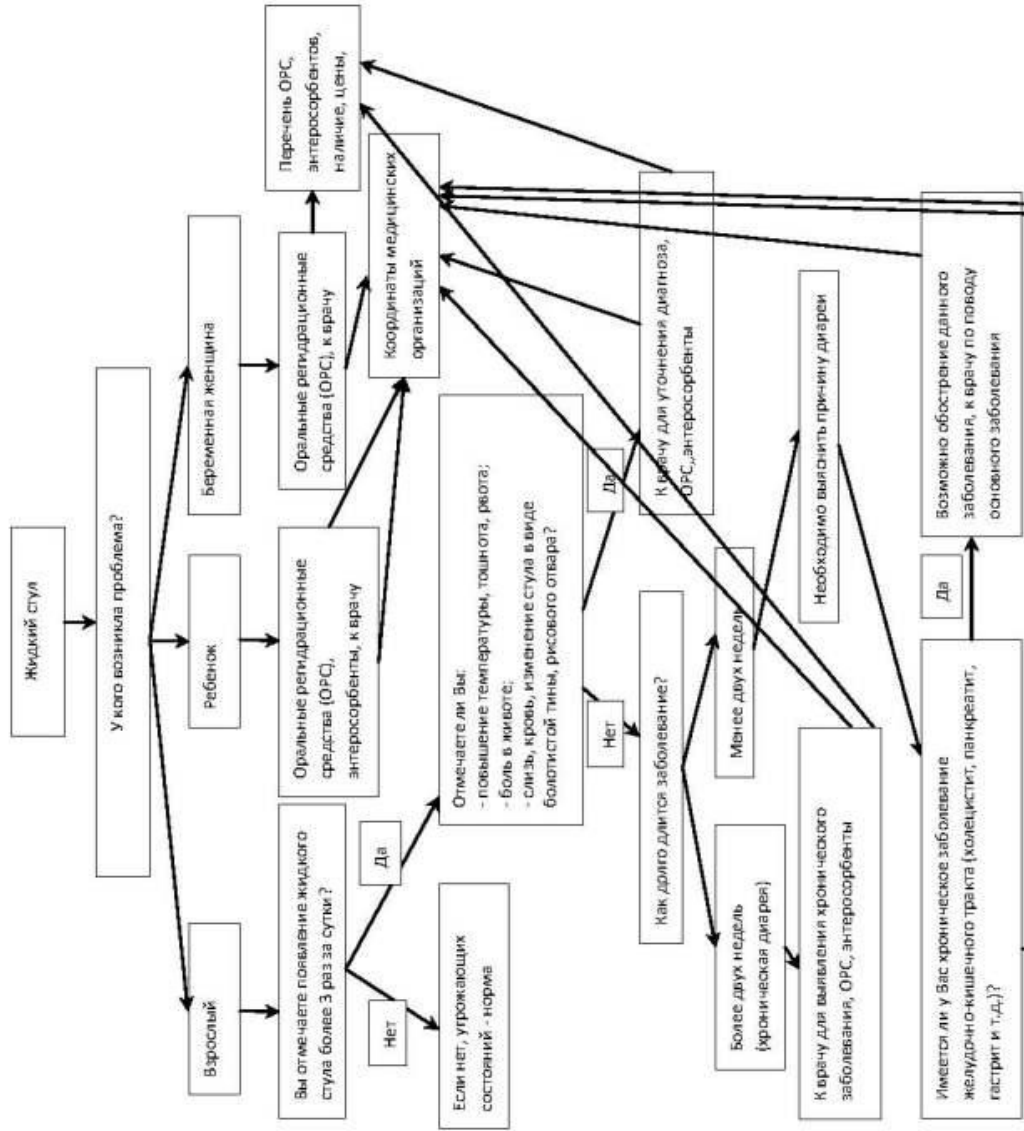 Жидкий стул
У кого возникла проблема?
Взрослый
Ребенок
Беременная женщина
Вы отмечаете появление жидкого
стула более 3 раз за сутки?
Оральные регидрационные
средства (ОРС),
энтеросорбенты, к врачу
Оральные регидрационные
средства (ОРС), к врачу
Перечень ОРС,
энтеросорбентов,
наличие, цены,
Нет
Да
Координаты медицинских
организаций
Если нет, угрожающих
состояний - норма
Отмечаете ли Вы:
- повышение температуры, тошнота, рвота;
- боль в животе;
- слизь, кровь, изменение стула в виде
болотистой тины, рисового отвара?
Нет
Да
Как долго длится заболевание?
К врачу для уточнения диагноза,
ОРС,,энтеросорбенты
Более двух недель
(хроническая диарея)
Менее двух недель
К врачу для выявления хронического
заболевания, ОРС, энтеросорбенты
Необходимо выяснить причину диареи
Имеется ли у Вас хроническое заболевание
желудочно-кишечного тракта (холецистит, панкреатит,
гастрит и т.д.)?
Да
Возможно обострение данного
заболевания, к врачу по поводу
основного заболевания